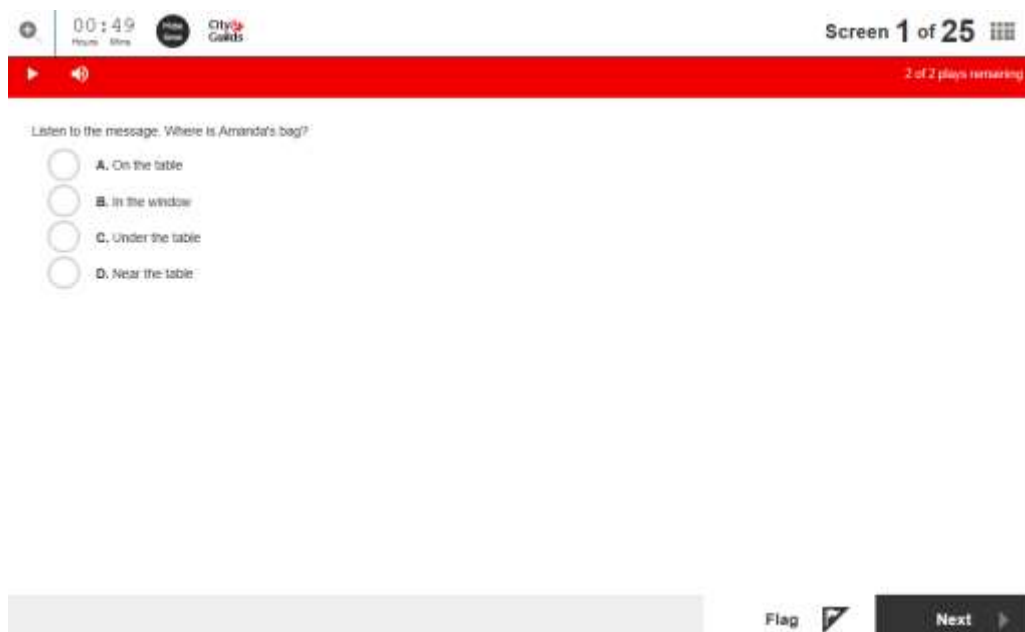 00:49
Hours Mins
City & Guilds
Screen 1 of 25
2 of 2 plays remaining
Listen to the message. Where is Amanda's bag?
A. On the table
B. In the window
C. Under the table
D. Near the table
Flag
Next